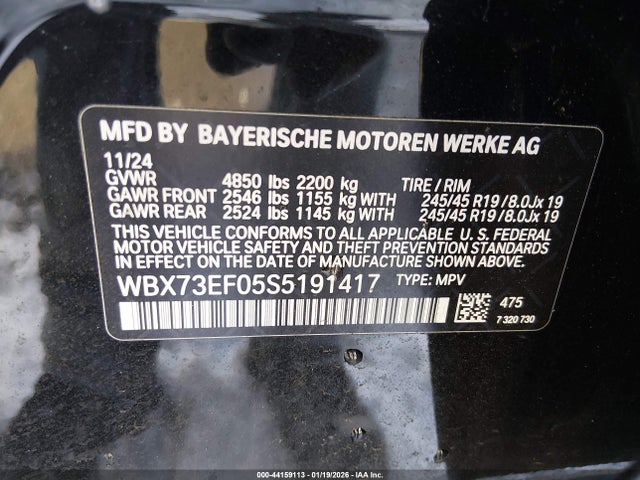 MFD BY BAYERISCHE MOTOREN WERKE AG
11/24
GVWR 4850 lbs 2200 kg TIRE / RIM
GAWR FRONT 2546 lbs 1155 kg WITH 245/45 R19 / 8.0Jx 19
GAWR REAR 2524 lbs 1145 kg WITH 245/45 R19 / 8.0Jx 19
THIS VEHICLE CONFORMS TO ALL APPLICABLE U. S. FEDERAL
MOTOR VEHICLE SAFETY AND THEFT PREVENTION STANDARDS
IN EFFECT ON THE DATE OF MANUFACTURE SHOWN ABOVE.
WBX73EF05S5191417 TYPE: MPV
475
7 320 730
000-44159113 - 01/19/2026 - IAA Inc.